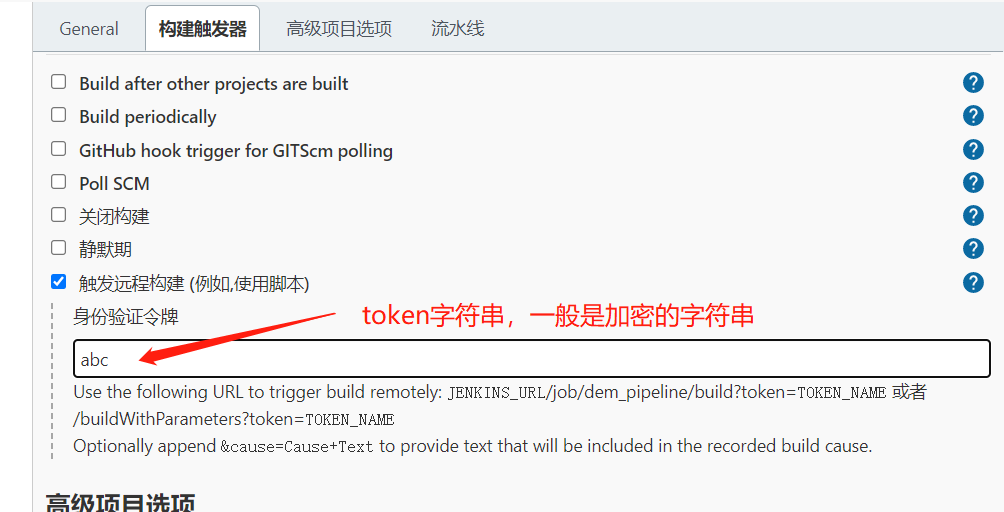 General 构建触发器 高级项目选项 流水线
Build after other projects are built
Build periodically
GitHub hook trigger for GITScm polling
Poll SCM
关闭构建
静默期
触发远程构建 (例如,使用脚本)
身份验证令牌
token字符串，一般是加密的字符串
abc
Use the following URL to trigger build remotely: JENKINS_URL/job/dem_pipeline/build?token=TOKEN_NAME 或者
/buildWithParameters?token=TOKEN_NAME
Optionally append &cause=Cause+Text to provide text that will be included in the recorded build cause.
高级项目选项